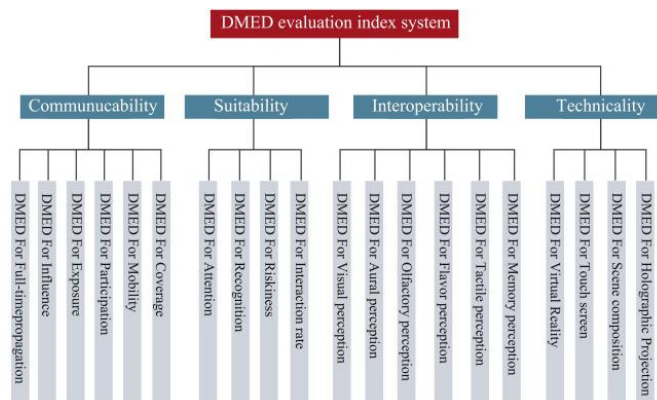 DMED evaluation index system
Communucability
Suitability
Interoperability
Technicality
DMED For Full-timepropagation
DMED For Influence
DMED For Exposure
DMED For Participation
DMED For Mobility
DMED For Coverage
DMED For Attention
DMED For Recognition
DMED For Riskiness
DMED For Interaction rate
DMED For Visual perception
DMED For Aural perception
DMED For Olfactory perception
DMED For Flavor perception
DMED For Tactile perception
DMED For Memory perception
DMED For Virtual Reality
DMED For Touch screen
DMED For Scene composition
DMED For Holographic Projection